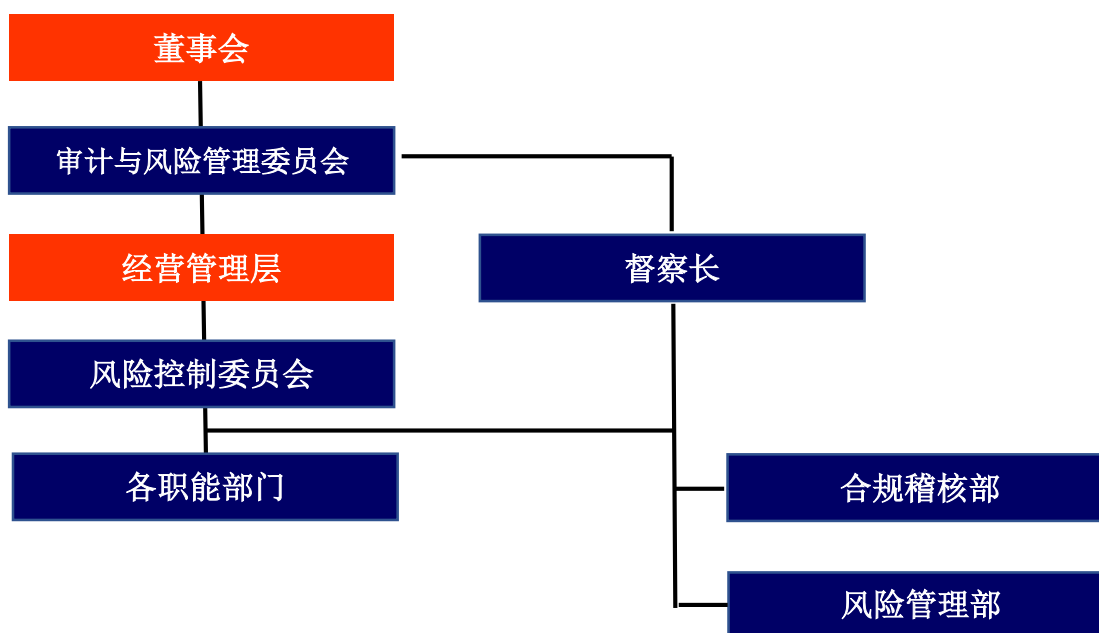 董事会
审计与风险管理委员会
经营管理层
督察长
风险控制委员会
各职能部门
合规稽核部
风险管理部